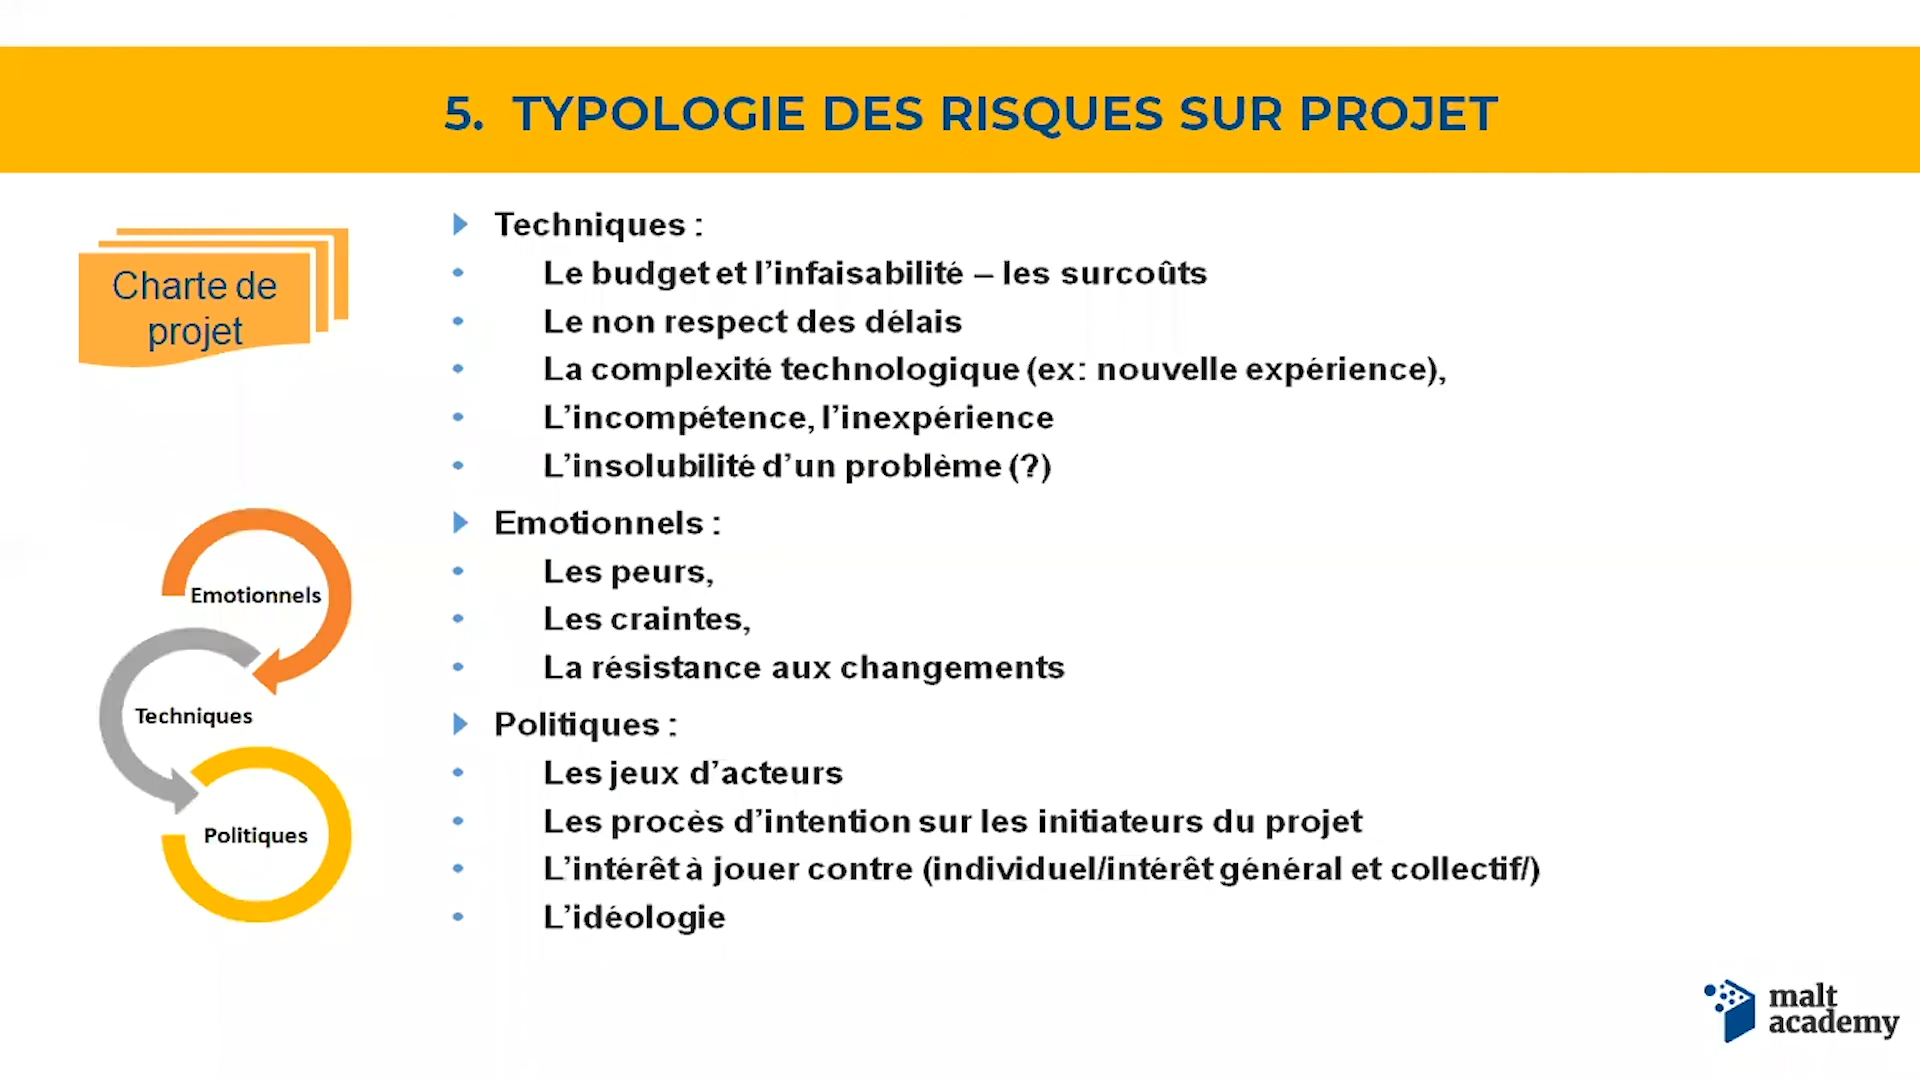 5. TYPOLOGIE DES RISQUES SUR PROJET
Charte de
projet
Emotionnels
Techniques
Politiques
Techniques :
Le budget et l’infaisabilité – les surcoûts
Le non respect des délais
La complexité technologique (ex: nouvelle expérience),
L’incompétence, l’inexpérience
L’insolubilité d’un problème (?)
Emotionnels :
Les peurs,
Les craintes,
La résistance aux changements
Politiques :
Les jeux d’acteurs
Les procès d’intention sur les initiateurs du projet
L’intérêt à jouer contre (individuel/intérêt général et collectif/)
L’idéologie
malt
academy